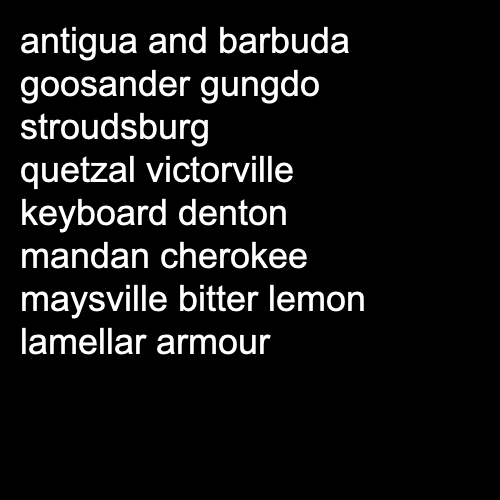 antigua and barbuda
goosander gungdo
stroudsburg
quetzal victorville
keyboard denton
mandan cherokee
maysville bitter lemon
lamellar armour